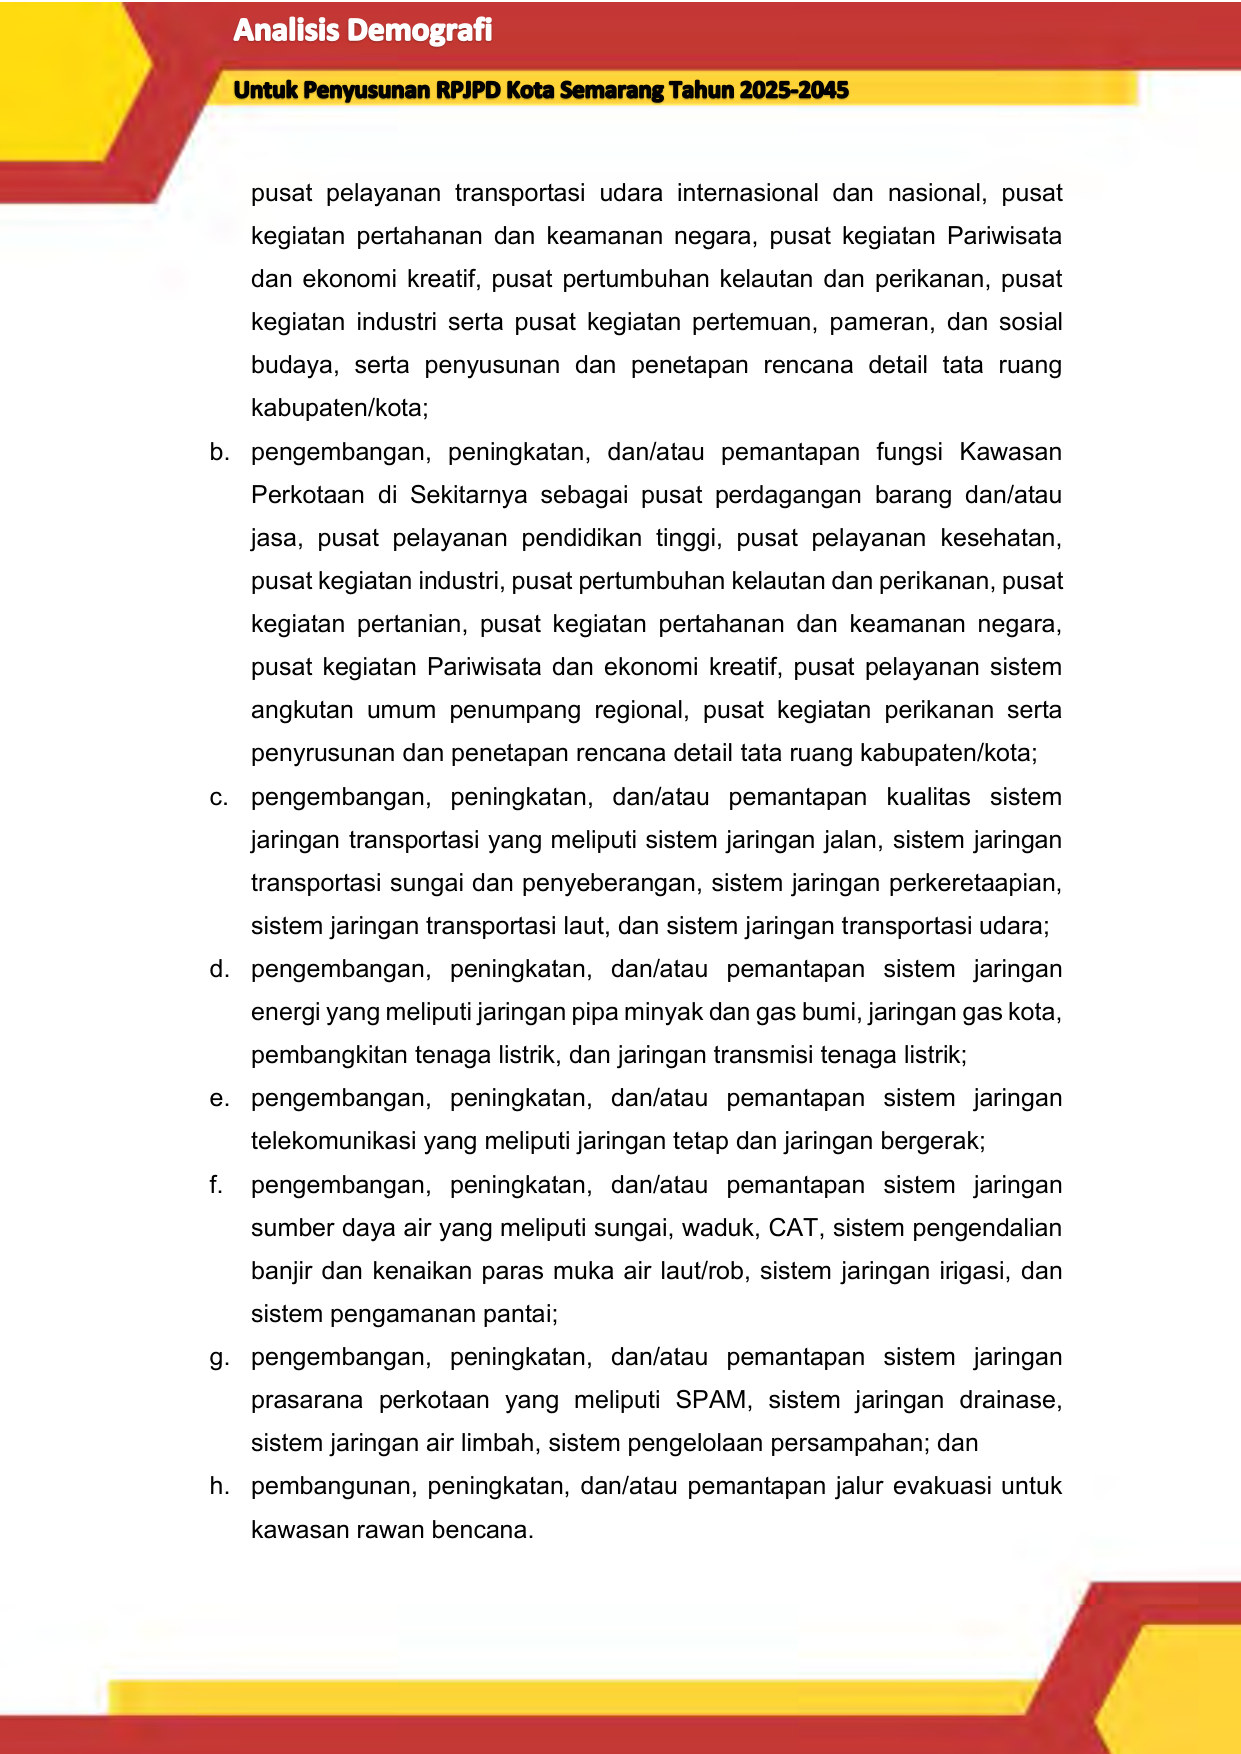 Analisis Demografi
Untuk Penyusunan RPJPD Kota Semarang Tahun 2025-2045
pusat pelayanan transportasi udara internasional dan nasional, pusat
kegiatan pertahanan dan keamanan negara, pusat kegiatan Pariwisata
dan ekonomi kreatif, pusat pertumbuhan kelautan dan perikanan, pusat
kegiatan industri serta pusat kegiatan pertemuan, pameran, dan sosial
budaya, serta penyusunan dan penetapan rencana detail tata ruang
kabupaten/kota;
b. pengembangan, peningkatan, dan/atau pemantapan fungsi Kawasan
Perkotaan di Sekitarnya sebagai pusat perdagangan barang dan/atau
jasa, pusat pelayanan pendidikan tinggi, pusat pelayanan kesehatan,
pusat kegiatan industri, pusat pertumbuhan kelautan dan perikanan, pusat
kegiatan pertanian, pusat kegiatan pertahanan dan keamanan negara,
pusat kegiatan Pariwisata dan ekonomi kreatif, pusat pelayanan sistem
angkutan umum penumpang regional, pusat kegiatan perikanan serta
penyrusunan dan penetapan rencana detail tata ruang kabupaten/kota;
c. pengembangan, peningkatan, dan/atau pemantapan kualitas sistem
jaringan transportasi yang meliputi sistem jaringan jalan, sistem jaringan
transportasi sungai dan penyeberangan, sistem jaringan perkeretaapian,
sistem jaringan transportasi laut, dan sistem jaringan transportasi udara;
d. pengembangan, peningkatan, dan/atau pemantapan sistem jaringan
energi yang meliputi jaringan pipa minyak dan gas bumi, jaringan gas kota,
pembangkitan tenaga listrik, dan jaringan transmisi tenaga listrik;
e. pengembangan, peningkatan, dan/atau pemantapan sistem jaringan
telekomunikasi yang meliputi jaringan tetap dan jaringan bergerak;
f. pengembangan, peningkatan, dan/atau pemantapan sistem jaringan
sumber daya air yang meliputi sungai, waduk, CAT, sistem pengendalian
banjir dan kenaikan paras muka air laut/rob, sistem jaringan irigasi, dan
sistem pengamanan pantai;
g. pengembangan, peningkatan, dan/atau pemantapan sistem jaringan
prasarana perkotaan yang meliputi SPAM, sistem jaringan drainase,
sistem jaringan air limbah, sistem pengelolaan persampahan; dan
h. pembangunan, peningkatan, dan/atau pemantapan jalur evakuasi untuk
kawasan rawan bencana.